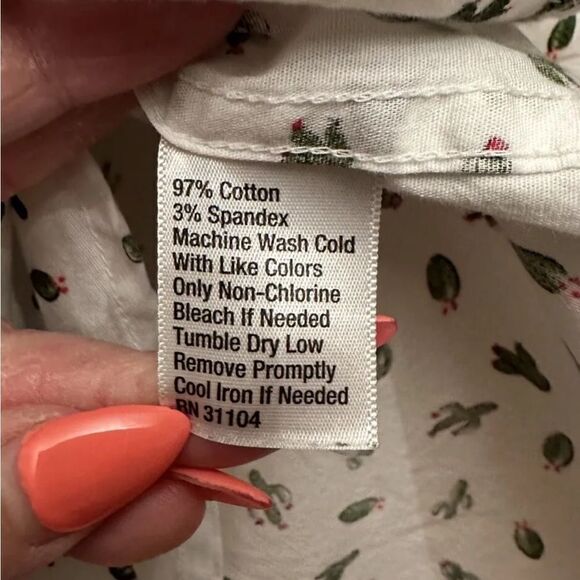 97% Cotton
3% Spandex
Machine Wash Cold
With Like Colors
Only Non-Chlorine
Bleach If Needed
Tumble Dry Low
Remove Promptly
Cool Iron If Needed
RN 31104